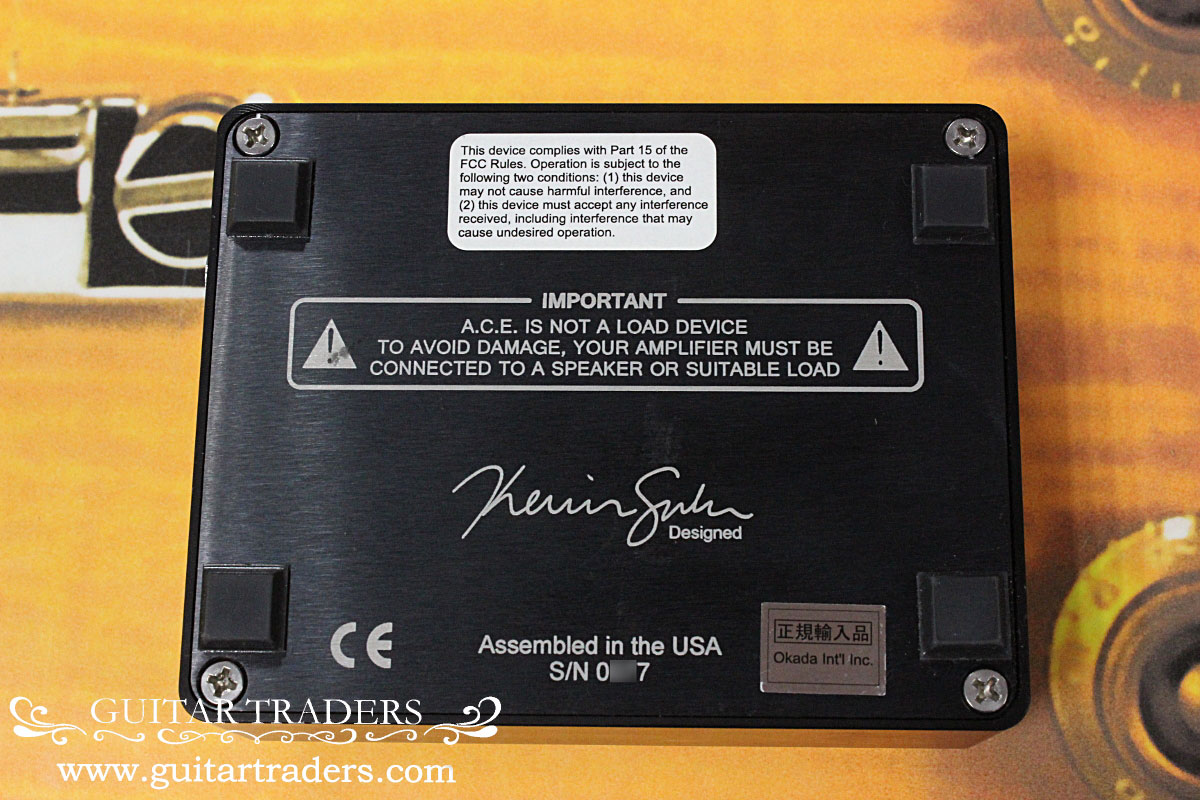 This device complies with Part 15 of the
FCC Rules. Operation is subject to the
following two conditions: (1) this device
may not cause harmful interference, and
(2) this device must accept any interference
received, including interference that may
cause undesired operation.
IMPORTANT
A.C.E. IS NOT A LOAD DEVICE
TO AVOID DAMAGE, YOUR AMPLIFIER MUST BE
CONNECTED TO A SPEAKER OR SUITABLE LOAD
Kevin Suhr
Designed
CE
Assembled in the USA
S/N 0 7
正規輸入品
Okada Int'l Inc.
GUITAR TRADERS
www.guitartraders.com